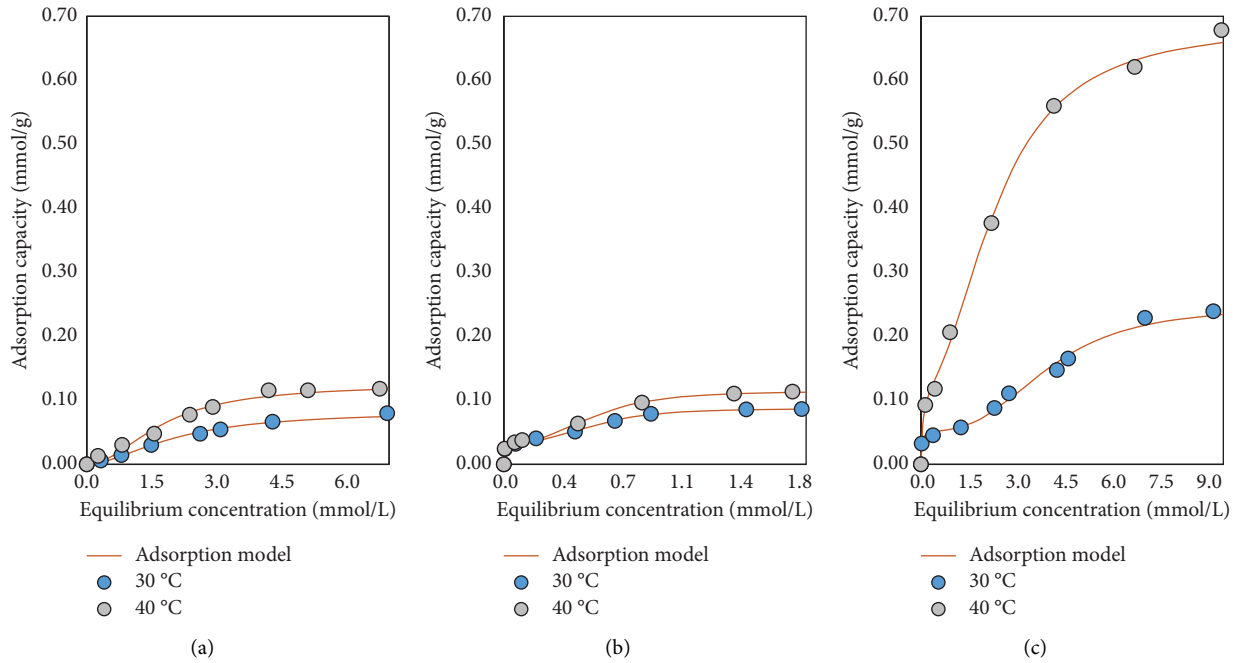 0.70
0.60
0.50
0.40
0.30
0.20
0.10
0.00
Adsorption capacity (mmol/g)
0.0 1.5 3.0 4.5 6.0
Equilibrium concentration (mmol/L)
Adsorption model
30 °C
40 °C
(a)
0.70
0.60
0.50
0.40
0.30
0.20
0.10
0.00
Adsorption capacity (mmol/g)
0.0 0.4 0.7 1.1 1.4 1.8
Equilibrium concentration (mmol/L)
Adsorption model
30 °C
40 °C
(b)
0.70
0.60
0.50
0.40
0.30
0.20
0.10
0.00
Adsorption capacity (mmol/g)
0.0 1.5 3.0 4.5 6.0 7.5 9.0
Equilibrium concentration (mmol/L)
Adsorption model
30 °C
40 °C
(c)